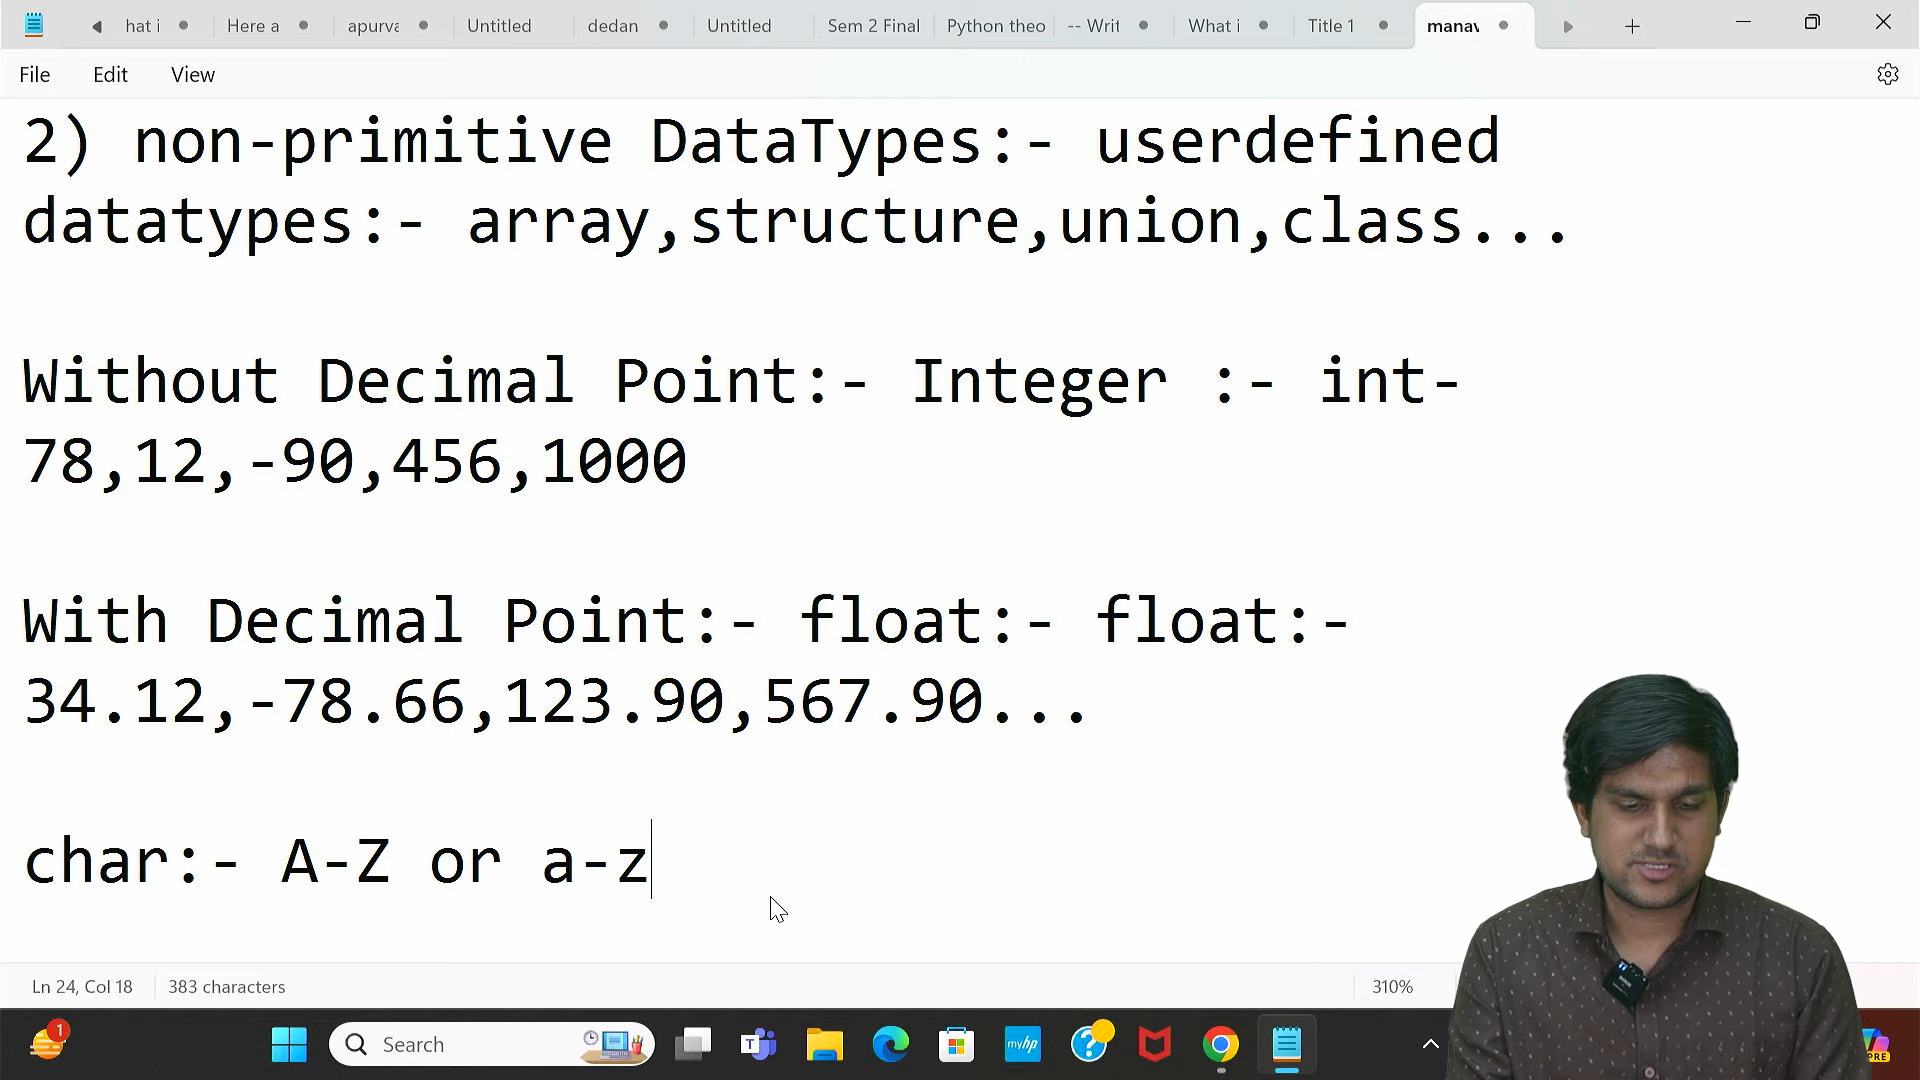 hat i
Here a
apurva
Untitled
dedan
Untitled
Sem 2 Final
Python theo
-- Writ
What i
Title 1
manav
File
Edit
View
2) non-primitive DataTypes:- userdefined
datatypes:- array,structure,union,class...
Without Decimal Point:- Integer :- int-
78,12,-90,456,1000
With Decimal Point:- float:- float:-
34.12,-78.66,123.90,567.90...
char:- A-Z or a-z
Ln 24, Col 18
383 characters
310%
1
Search
T
myhp
?
PRE